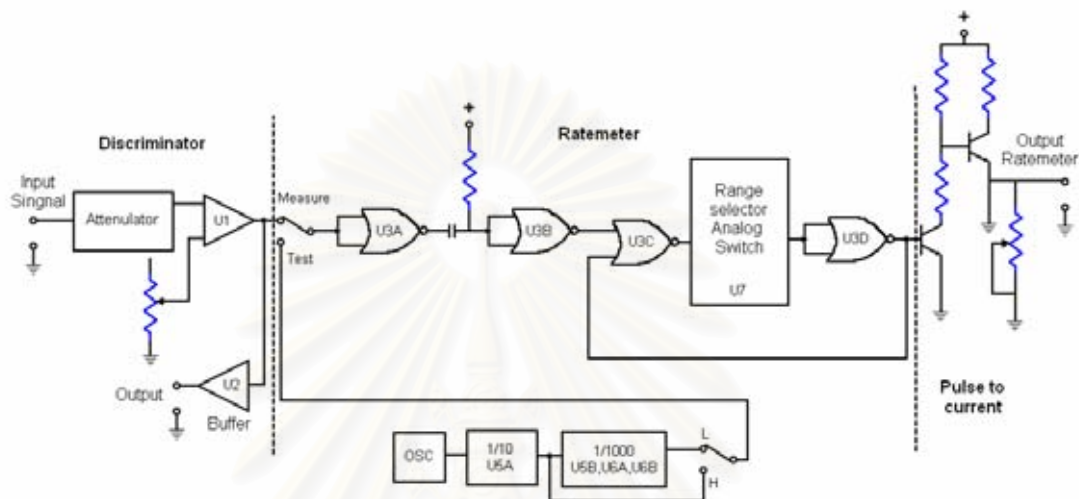 Discriminator
Input
Singnal
Attenulator
U1
Measure
Test
U2
Output
Buffer
+
Ratemeter
U3A
U3B
U3C
Range
selector
Analog
Switch
U7
U3D
+
Output
Ratemeter
Pulse to
current
OSC
1/10
U5A
1/1000
U5B,U6A,U6B
L
H